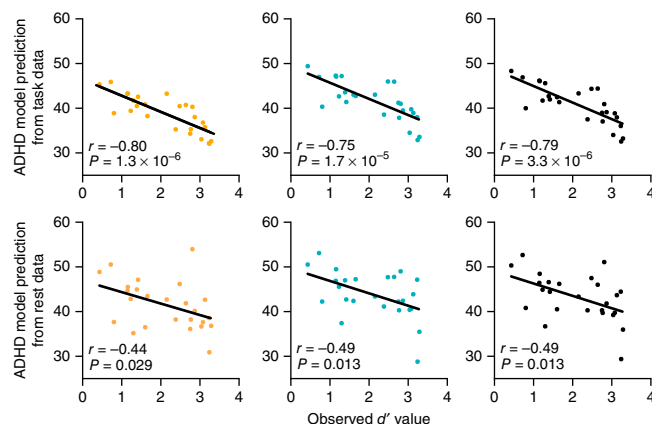 ADHD model prediction
from task data
60
50
40
30
r = –0.80
P = 1.3 × 10⁻⁶
0 1 2 3 4
60
50
40
30
r = –0.75
P = 1.7 × 10⁻⁵
0 1 2 3 4
60
50
40
30
r = –0.79
P = 3.3 × 10⁻⁶
0 1 2 3 4
ADHD model prediction
from rest data
60
50
40
30
r = –0.44
P = 0.029
0 1 2 3 4
60
50
40
30
r = –0.49
P = 0.013
0 1 2 3 4
60
50
40
30
r = –0.49
P = 0.013
0 1 2 3 4
Observed d′ value